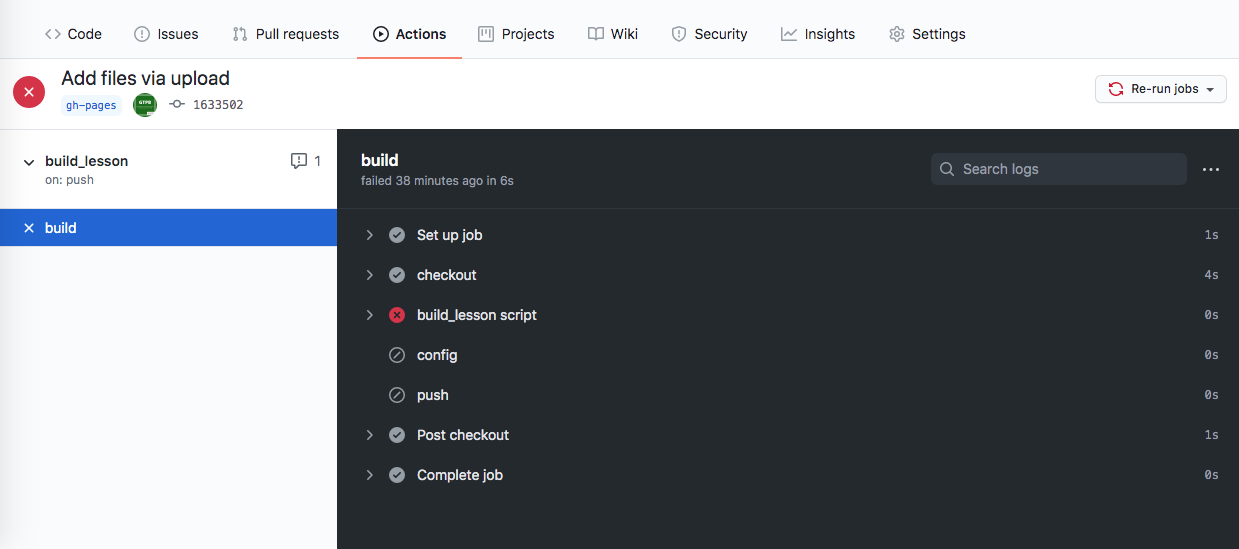 Code Issues Pull requests Actions Projects Wiki Security Insights Settings
Add files via upload
gh-pages GTPB 1633502
Re-run jobs
build_lesson 1
on: push
build
build
failed 38 minutes ago in 6s
Search logs
Set up job 1s
checkout 4s
build_lesson script 0s
config 0s
push 0s
Post checkout 1s
Complete job 0s